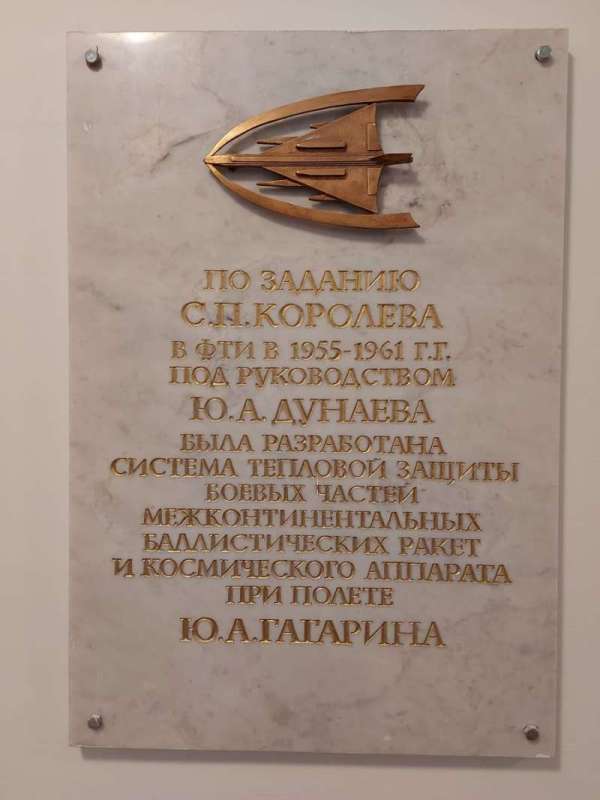 ПО ЗАДАНИЮ
С.П.КОРОЛЕВА
В ФТИ В 1955-1961 Г.Г.
ПОД РУКОВОДСТВОМ
Ю.А.ДУНАЕВА
БЫЛА РАЗРАБОТАНА
СИСТЕМА ТЕПЛОВОЙ ЗАЩИТЫ
БОЕВЫХ ЧАСТЕЙ
МЕЖКОНТИНЕНТАЛЬНЫХ
БАЛЛИСТИЧЕСКИХ РАКЕТ
И КОСМИЧЕСКОГО АППАРАТА
ПРИ ПОЛЕТЕ
Ю.А.ГАГАРИНА